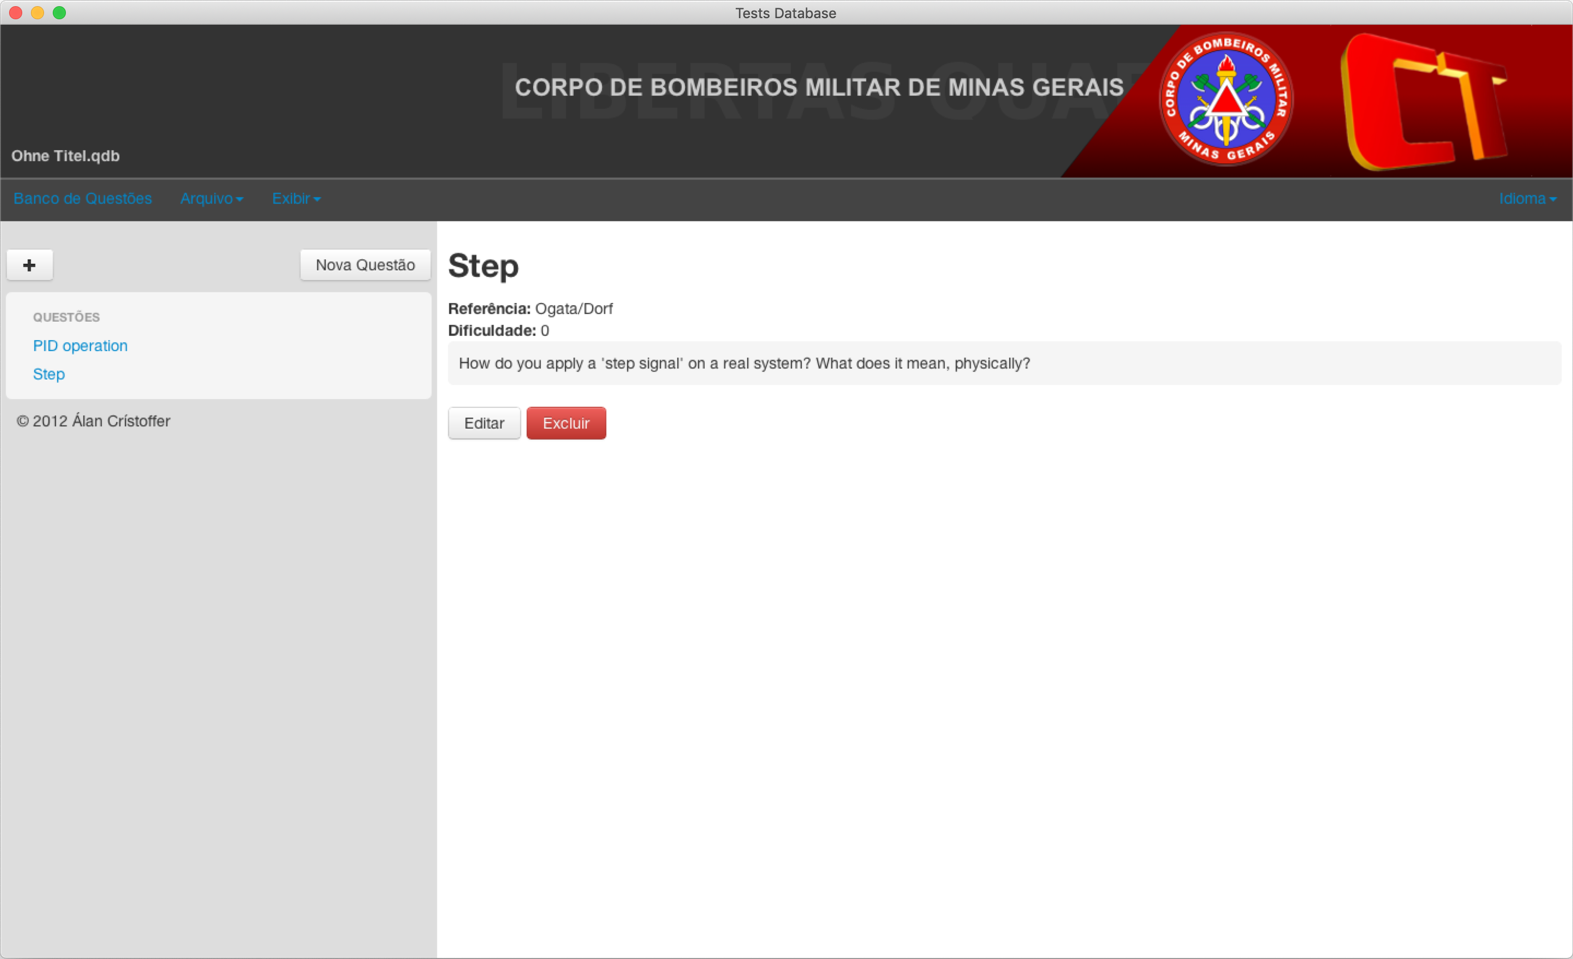 Tests Database
LIBERTAS QUAE
CORPO DE BOMBEIROS MILITAR DE MINAS GERAIS
CORPO DE BOMBEIROS MILITAR
MINAS GERAIS
CT
Ohne Titel.qdb
Banco de Questões Arquivo Exibir Idioma
+ Nova Questão
QUESTÕES
PID operation
Step
© 2012 Álan Crístoffer
Step
Referência: Ogata/Dorf
Dificuldade: 0
How do you apply a 'step signal' on a real system? What does it mean, physically?
Editar Excluir